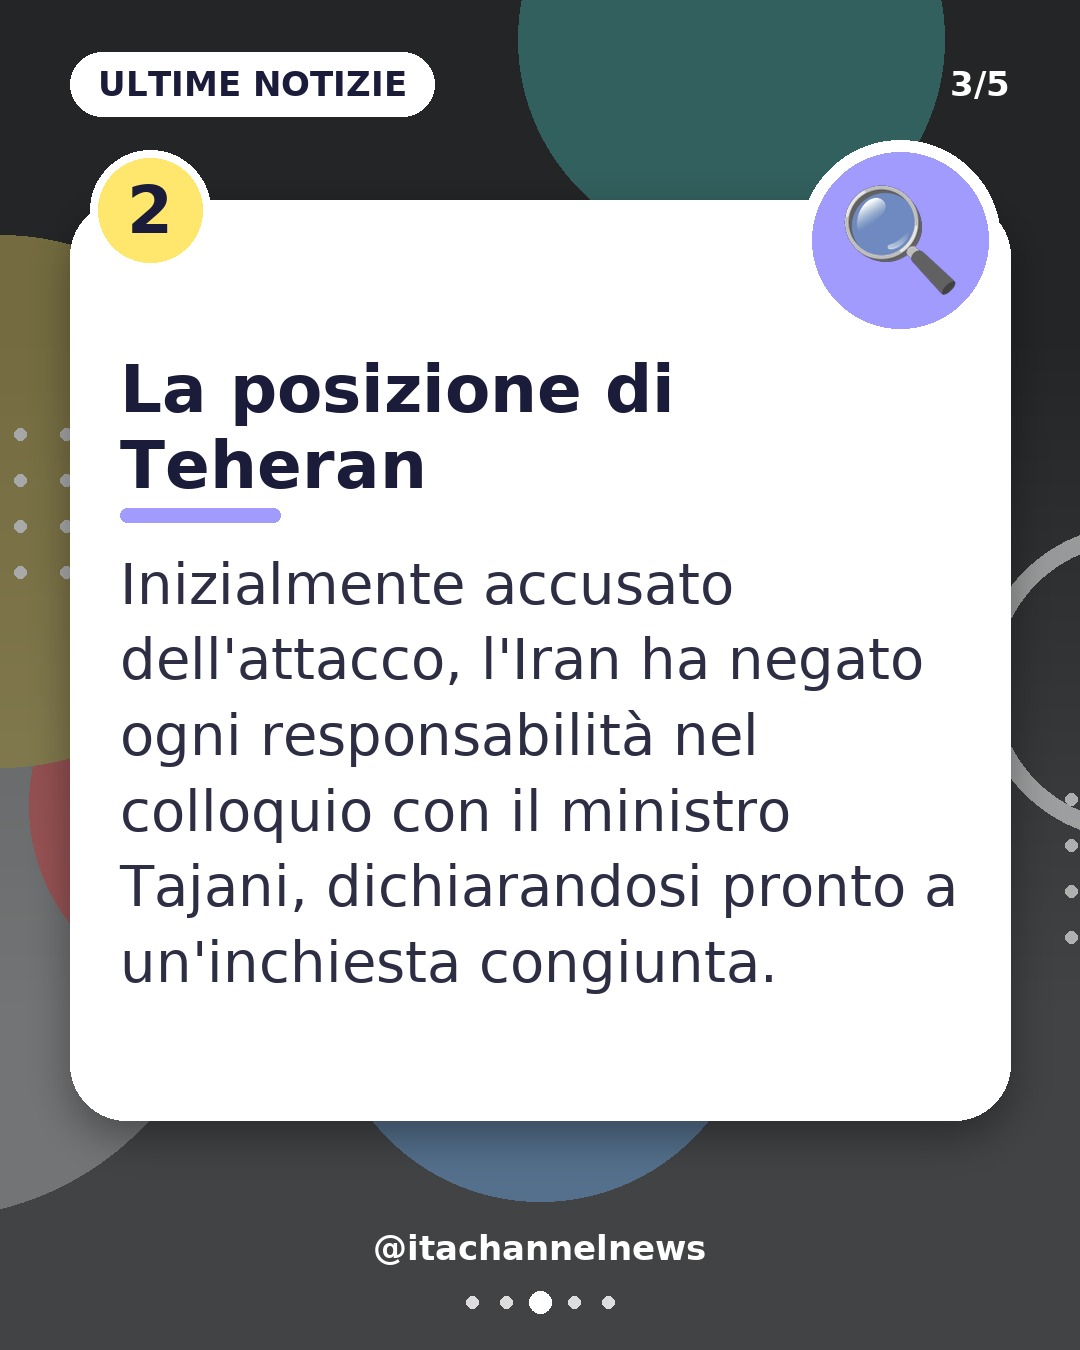 ULTIME NOTIZIE
3/5
2
La posizione di
Teheran
Inizialmente accusato
dell'attacco, l'Iran ha negato
ogni responsabilità nel
colloquio con il ministro
Tajani, dichiarandosi pronto a
un'inchiesta congiunta.
@itachannelnews